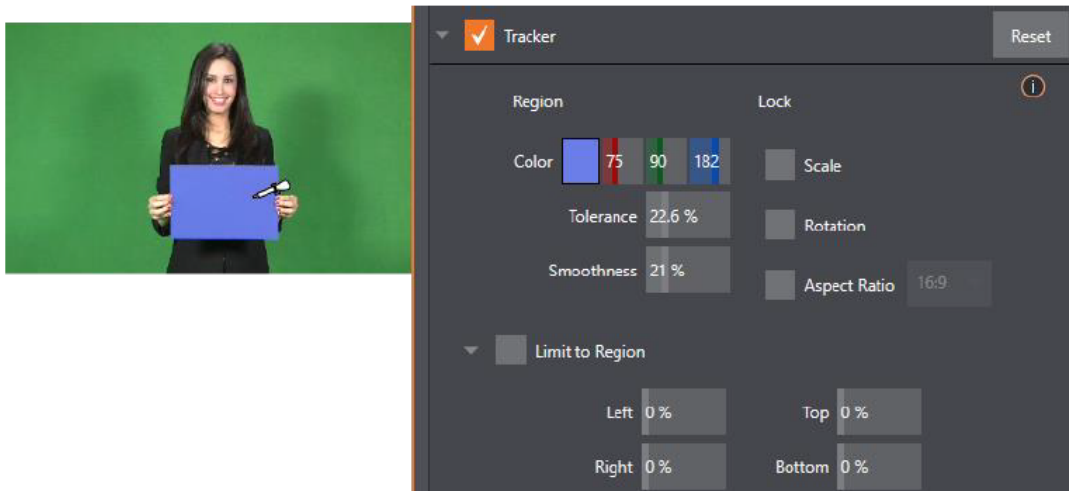 Tracker Reset
Region Lock
Color 75 90 182 Scale
Tolerance 22.6 % Rotation
Smoothness 21 % Aspect Ratio 16:9
Limit to Region
Left 0 % Top 0 %
Right 0 % Bottom 0 %